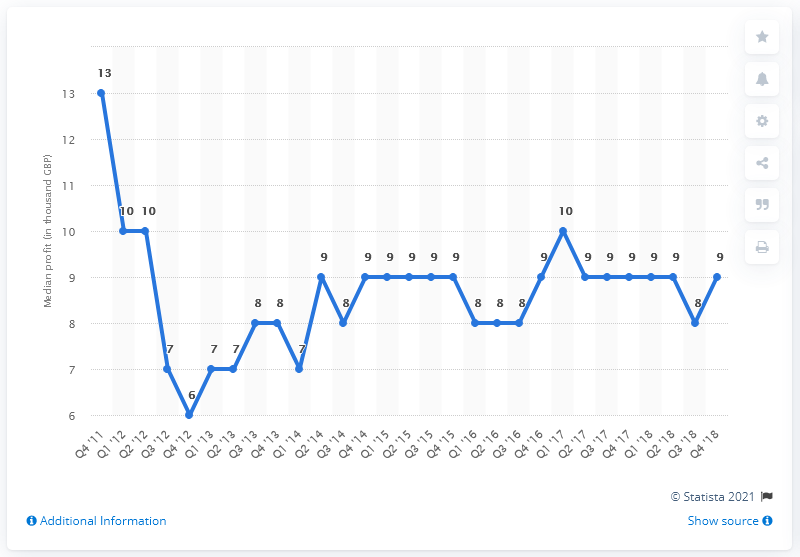 13
10 10
7
6
7 7
8 8
7
9
8
9 9 9 9 9
8 8 8
9
10
9 9 9 9 9
8
9
Median profit (in thousand GBP)
13
12
11
10
9
8
7
6
Q4 '11 Q1 '12 Q2 '12 Q3 '12 Q4 '12 Q1 '13 Q2 '13 Q3 '13 Q4 '13 Q1 '14 Q2 '14 Q3 '14 Q4 '14 Q1 '15 Q2 '15 Q3 '15 Q4 '15 Q1 '16 Q2 '16 Q3 '16 Q4 '16 Q1 '17 Q2 '17 Q3 '17 Q4 '17 Q1 '18 Q2 '18 Q3 '18 Q4 '18
© Statista 2021
Additional Information
Show source